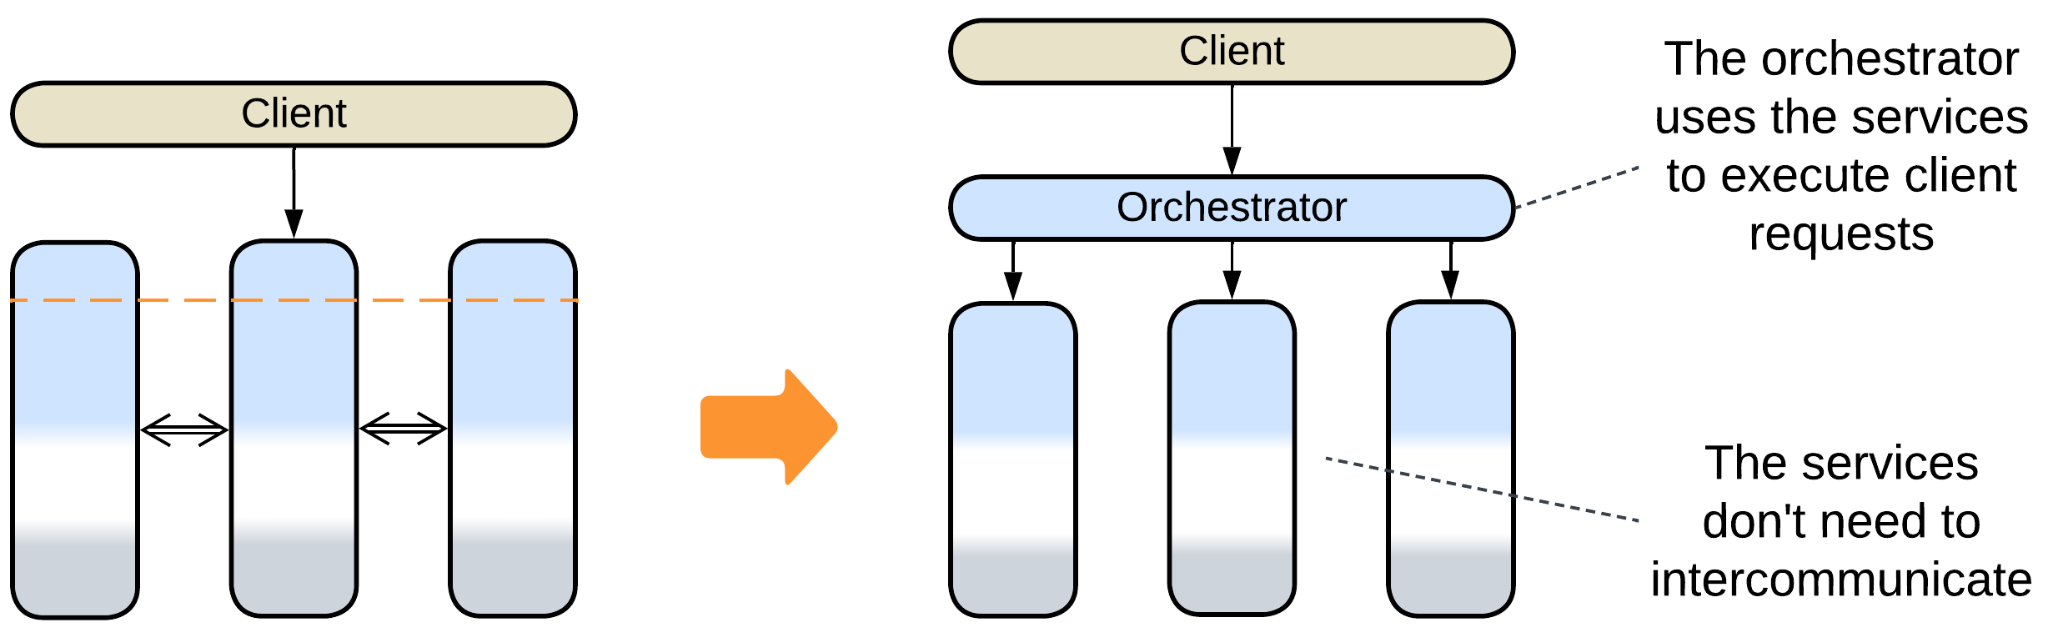 Client
Client
Orchestrator
The orchestrator
uses the services
to execute client
requests
The services
don't need to
intercommunicate